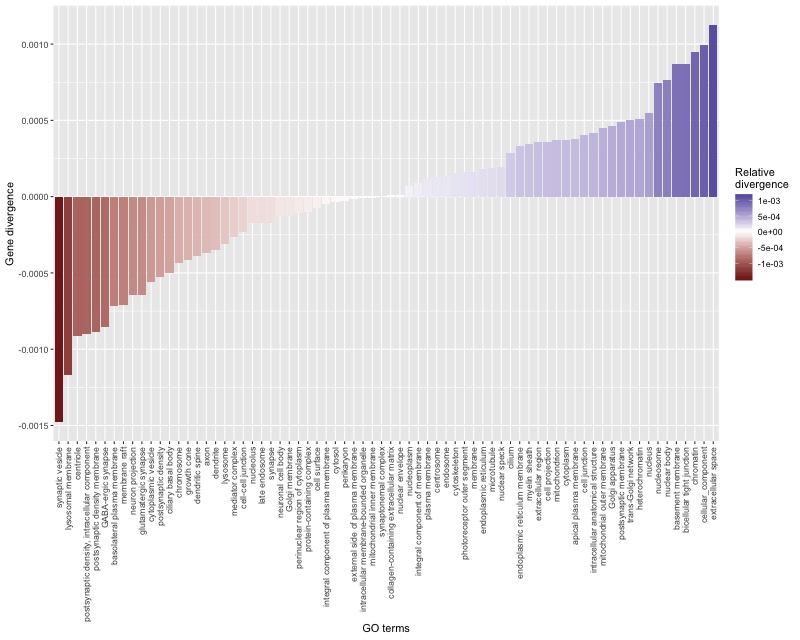 0.0010
0.0005
0.0000
-0.0005
-0.0010
-0.0015
Gene divergence
synaptic vesicle
lysosomal membrane
centriole
postsynaptic density, intracellular component
postsynaptic density membrane
GABA-ergic synapse
basolateral plasma membrane
membrane raft
neuron projection
glutamatergic synapse
cytoplasmic vesicle
postsynaptic density
ciliary basal body
chromosome
growth cone
dendritic spine
axon
dendrite
lysosome
mediator complex
cell-cell junction
nucleolus
late endosome
synapse
neuronal cell body
Golgi membrane
perinuclear region of cytoplasm
protein-containing complex
cell surface
integral component of plasma membrane
cytosol
perikaryon
external side of plasma membrane
intracellular membrane-bounded organelle
mitochondrial inner membrane
synaptonemal complex
collagen-containing extracellular matrix
nuclear envelope
nucleoplasm
integral component of membrane
plasma membrane
centrosome
endosome
cytoskeleton
photoreceptor outer segment
membrane
endoplasmic reticulum
microtubule
nuclear speck
cilium
endoplasmic reticulum membrane
myelin sheath
extracellular region
cell projection
mitochondrion
cytoplasm
apical plasma membrane
cell junction
intracellular anatomical structure
mitochondrial outer membrane
Golgi apparatus
postsynaptic membrane
trans-Golgi network
heterochromatin
nucleus
nucleosome
nuclear body
basement membrane
bicellular tight junction
chromatin
cellular_component
extracellular space
GO terms
Relative
divergence
1e-03
5e-04
0e+00
-5e-04
-1e-03